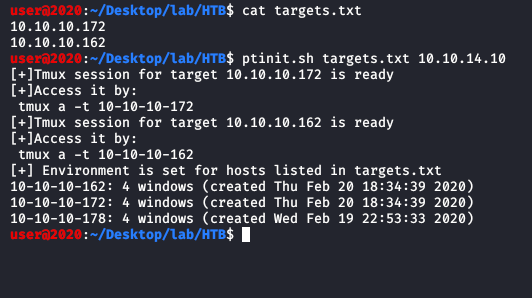 user@2020:~/Desktop/lab/HTB$ cat targets.txt
10.10.10.172
10.10.10.162
user@2020:~/Desktop/lab/HTB$ ptinit.sh targets.txt 10.10.14.10
[+]Tmux session for target 10.10.10.172 is ready
[+]Access it by:
 tmux a -t 10-10-10-172
[+]Tmux session for target 10.10.10.162 is ready
[+]Access it by:
 tmux a -t 10-10-10-162
[+] Environment is set for hosts listed in targets.txt
10-10-10-162: 4 windows (created Thu Feb 20 18:34:39 2020)
10-10-10-172: 4 windows (created Thu Feb 20 18:34:39 2020)
10-10-10-178: 4 windows (created Wed Feb 19 22:53:33 2020)
user@2020:~/Desktop/lab/HTB$